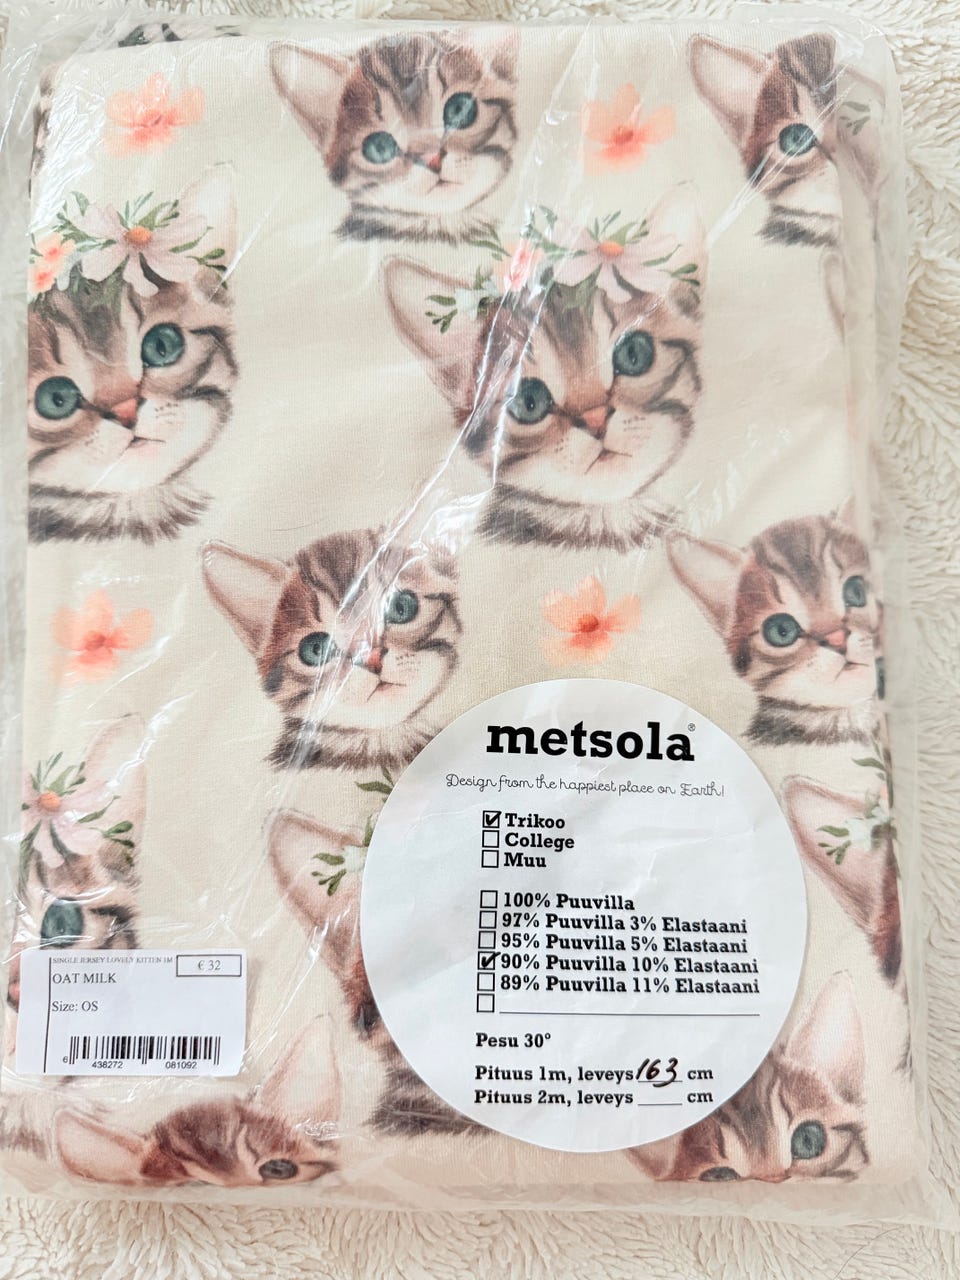 metsola®
Design from the happiest place on Earth!
Trikoo
College
Muu
100% Puuvilla
97% Puuvilla 3% Elastaani
95% Puuvilla 5% Elastaani
90% Puuvilla 10% Elastaani
89% Puuvilla 11% Elastaani
Pesu 30°
Pituus 1m, leveys 163 cm
Pituus 2m, leveys ____ cm
SINGLE JERSEY LOVELY KITTEN 1M
€ 32
OAT MILK
Size: OS
6 438272 081092